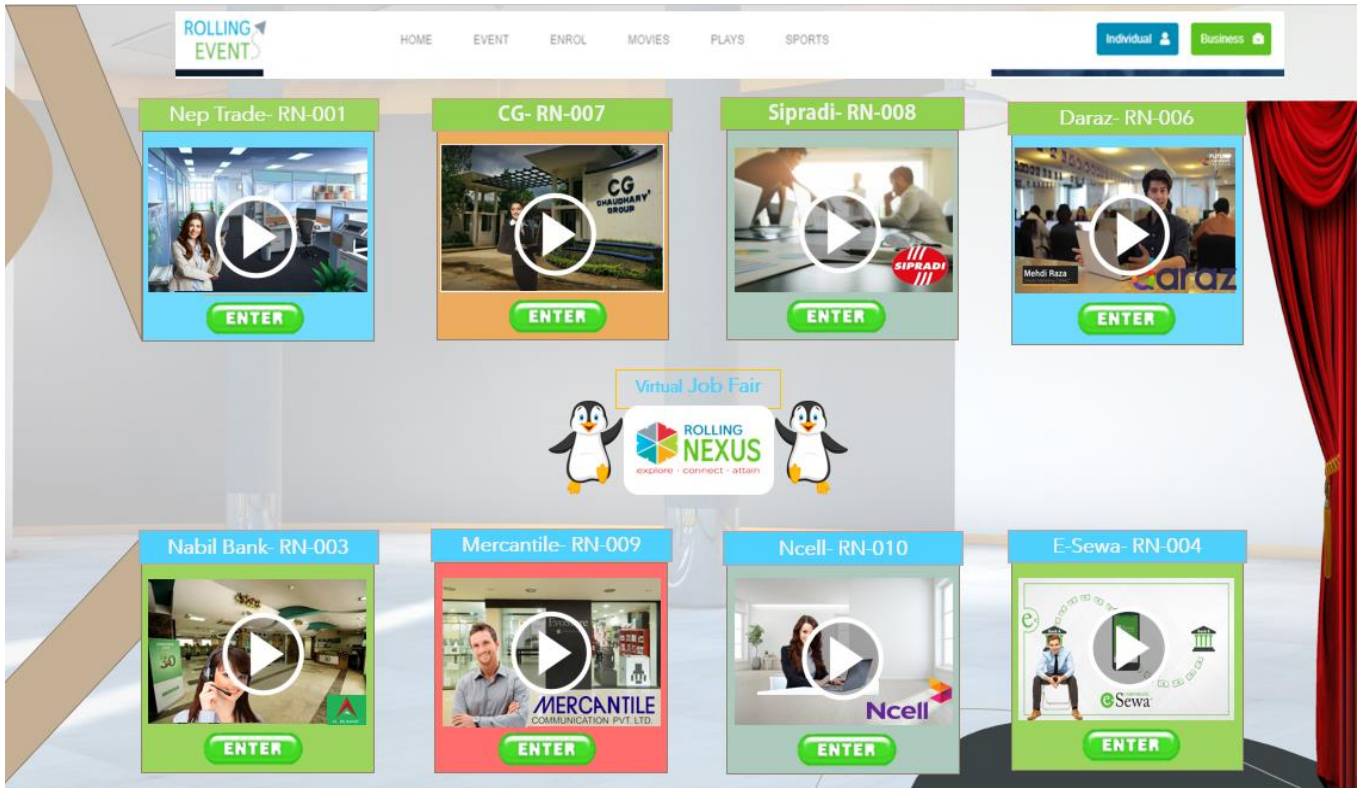 ROLLING
EVENT
HOME EVENT ENROL MOVIES PLAYS SPORTS
Individual Business
Nep Trade- RN-001
ENTER
CG- RN-007
CG
CHAUDHARY
GROUP
ENTER
Sipradi- RN-008
SIPRADI
ENTER
Daraz- RN-006
Mehdi Raza
daraz
ENTER
Virtual Job Fair
ROLLING
NEXUS
explore · connect · attain
Nabil Bank- RN-003
30
ENTER
Mercantile- RN-009
EvoStore
MERCANTILE
COMMUNICATION PVT. LTD.
ENTER
Ncell- RN-010
Ncell
ENTER
E-Sewa- RN-004
eSewa
ENTER